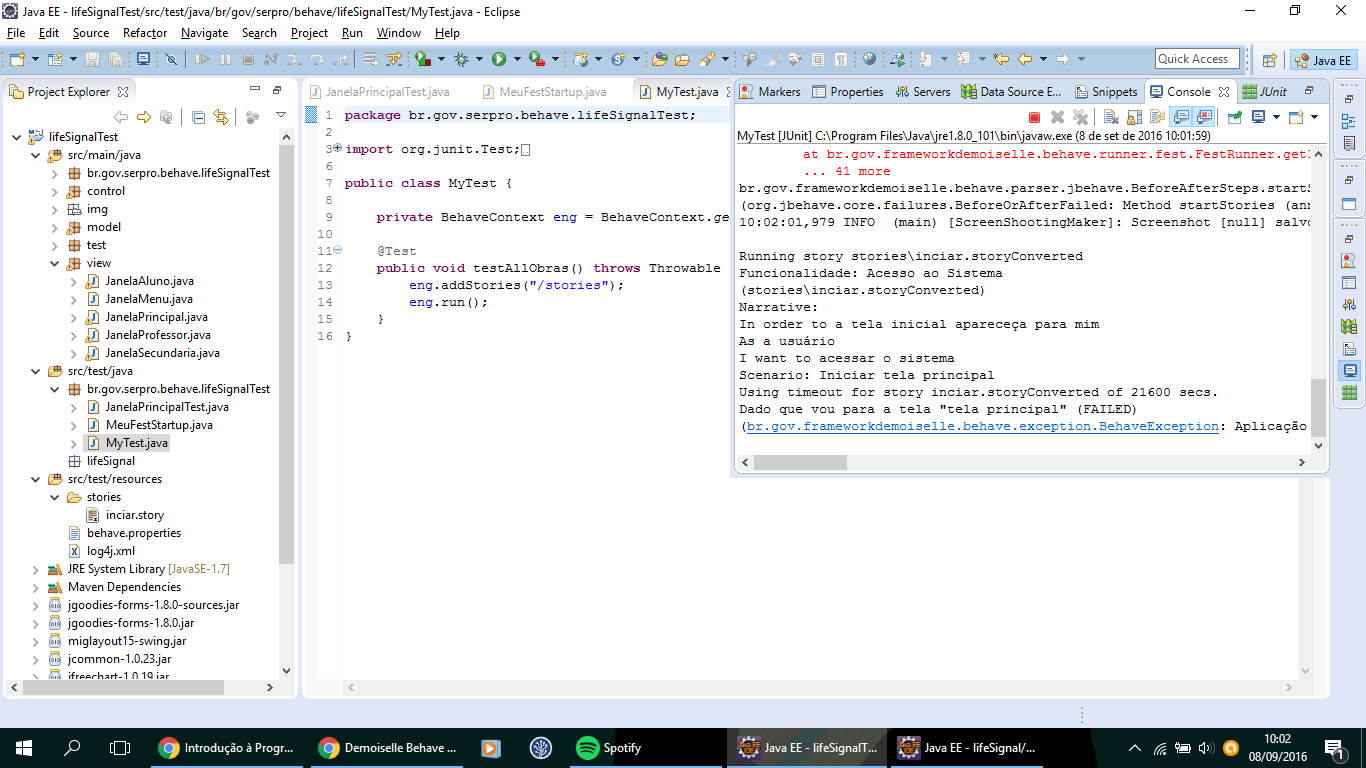 Java EE - lifeSignalTest/src/test/java/br/gov/serpro/behave/lifeSignalTest/MyTest.java - Eclipse
File Edit Source Refactor Navigate Search Project Run Window Help
Quick Access
Java EE
Project Explorer
lifeSignalTest
src/main/java
br.gov.serpro.behave.lifeSignalTest
control
img
model
test
view
JanelaAluno.java
JanelaMenu.java
JanelaPrincipal.java
JanelaProfessor.java
JanelaSecundaria.java
src/test/java
br.gov.serpro.behave.lifeSignalTest
JanelaPrincipalTest.java
MeuFestStartup.java
MyTest.java
lifeSignal
src/test/resources
stories
inciar.story
behave.properties
log4j.xml
JRE System Library [JavaSE-1.7]
Maven Dependencies
jgoodies-forms-1.8.0-sources.jar
jgoodies-forms-1.8.0.jar
miglayout15-swing.jar
jcommon-1.0.23.jar
jfreechart-1.0.19.jar
JanelaPrincipalTest.java MeuFestStartup.java MyTest.java
1 package br.gov.serpro.behave.lifeSignalTest;
2
3 import org.junit.Test;
6
7 public class MyTest {
8
9 private BehaveContext eng = BehaveContext.ge
10
11 @Test
12 public void testAllObras() throws Throwable
13 eng.addStories("/stories");
14 eng.run();
15 }
16 }
Markers Properties Servers Data Source E... Snippets Console JUnit
MyTest [JUnit] C:\Program Files\Java\jre1.8.0_101\bin\javaw.exe (8 de set de 2016 10:01:59)
at br.gov.frameworkdemoiselle.behave.runner.fest.FestRunner.get
... 41 more
br.gov.frameworkdemoiselle.behave.parser.jbehave.BeforeAfterSteps.startS
(org.jbehave.core.failures.BeforeOrAfterFailed: Method startStories (ann
10:02:01,979 INFO (main) [ScreenShootingMaker]: Screenshot [null] salvo
Running story stories\inciar.storyConverted
Funcionalidade: Acesso ao Sistema
(stories\inciar.storyConverted)
Narrative:
In order to a tela inicial apareceça para mim
As a usuário
I want to acessar o sistema
Scenario: Iniciar tela principal
Using timeout for story inciar.storyConverted of 21600 secs.
Dado que vou para a tela "tela principal" (FAILED)
(br.gov.frameworkdemoiselle.behave.exception.BehaveException: Aplicação
Introdução à Progr... Demoiselle Behave ... Spotify Java EE - lifeSignalT... Java EE - lifeSignal/...
10:02
08/09/2016
1